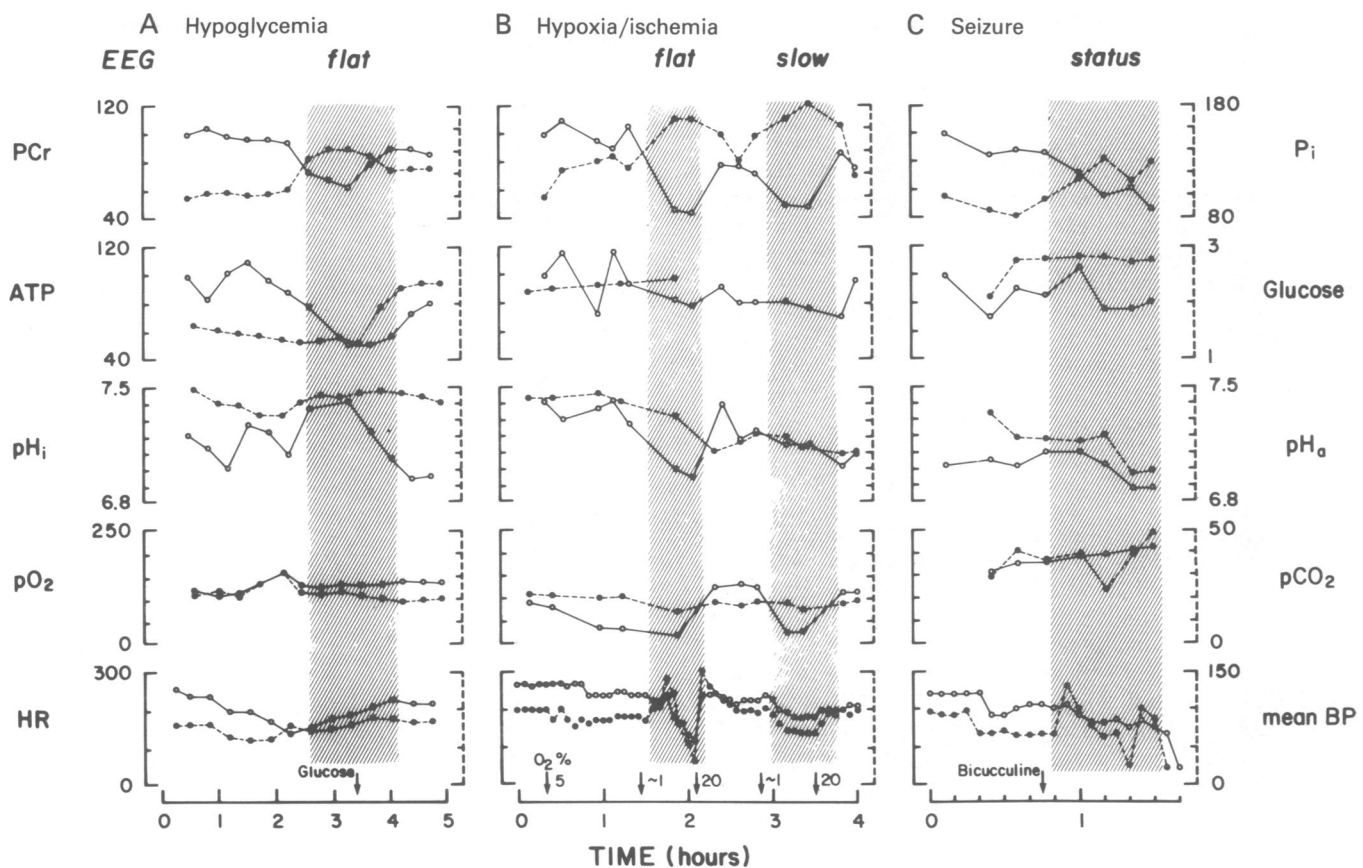 A Hypoglycemia B Hypoxia/ischemia C Seizure
EEG flat flat slow status
120 180
PCr Pi
40 80
120 3
ATP Glucose
40 1
7.5 7.5
pHi pHa
6.8 6.8
250 50
pO2 pCO2
0 0
300 150
HR mean BP
Glucose O2% 5 ~1 20 ~1 20 Bicucculine
0 0
0 1 2 3 4 5 0 1 2 3 4 0 1
TIME (hours)